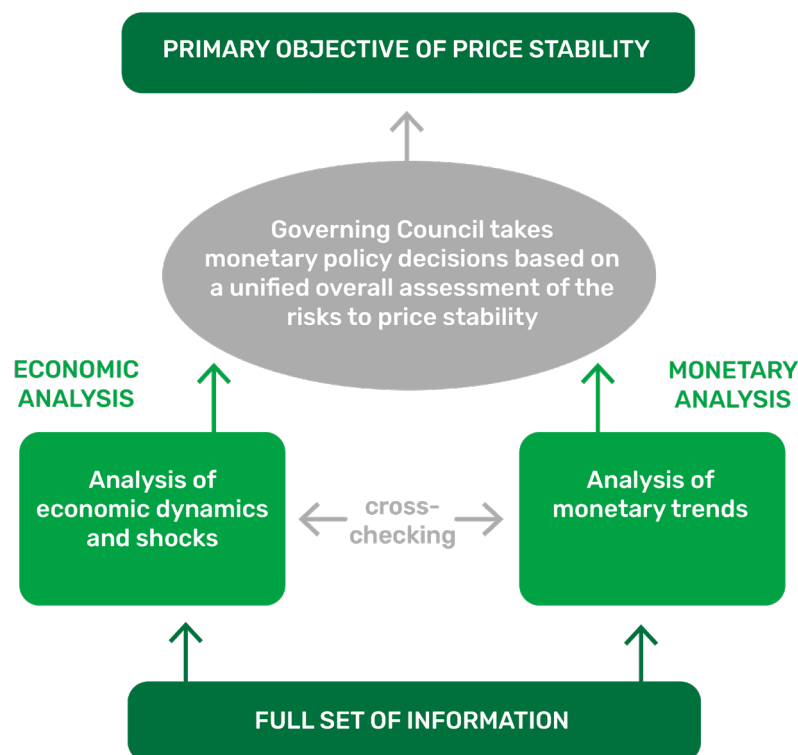 PRIMARY OBJECTIVE OF PRICE STABILITY
Governing Council takes
monetary policy decisions based on
a unified overall assessment of the
risks to price stability
ECONOMIC
ANALYSIS
MONETARY
ANALYSIS
Analysis of
economic dynamics
and shocks
cross-
checking
Analysis of
monetary trends
FULL SET OF INFORMATION